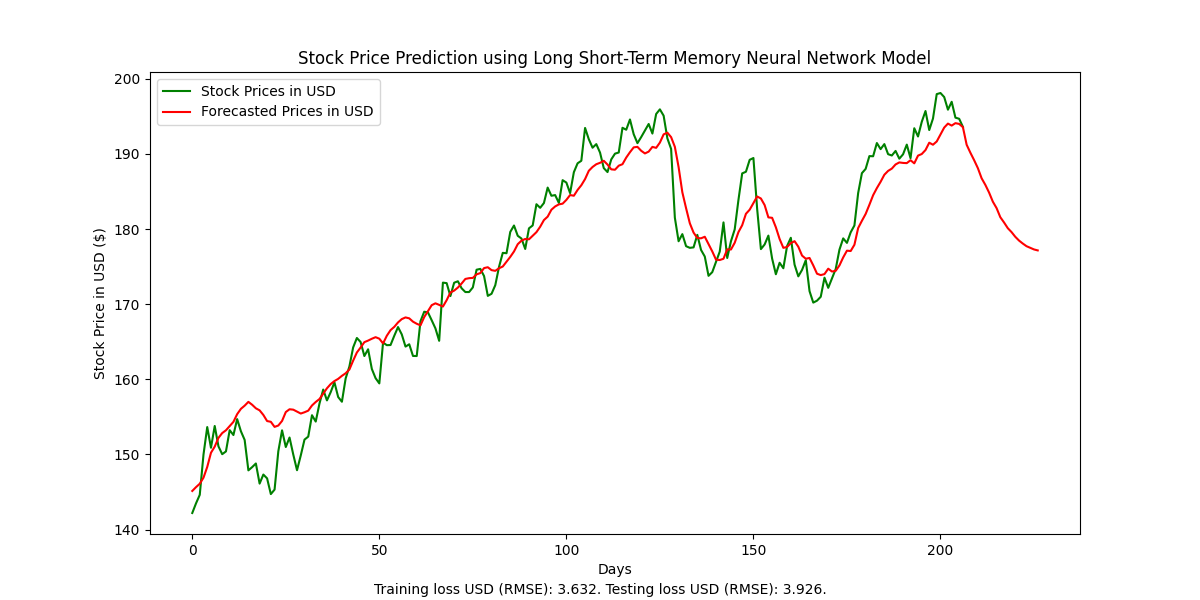 Stock Price Prediction using Long Short-Term Memory Neural Network Model
Stock Prices in USD
Forecasted Prices in USD
Stock Price in USD ($)
200
190
180
170
160
150
140
0 50 100 150 200
Days
Training loss USD (RMSE): 3.632. Testing loss USD (RMSE): 3.926.